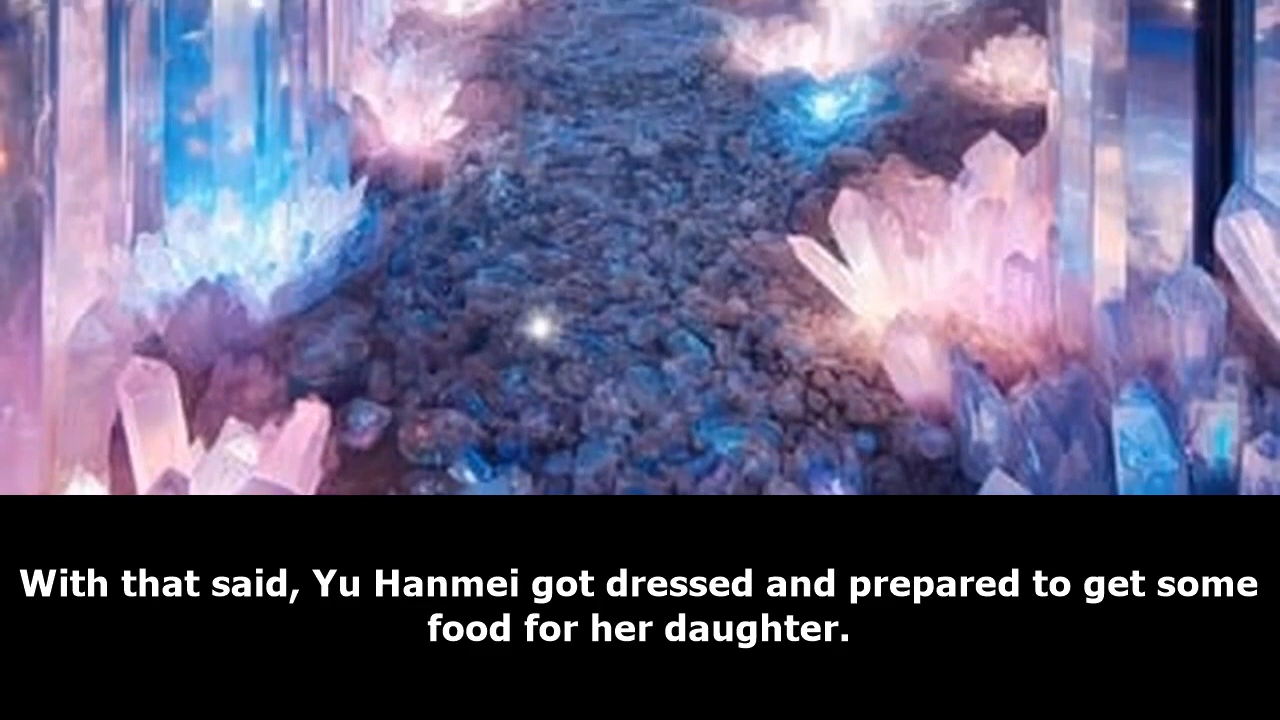 With that said, Yu Hanmei got dressed and prepared to get some
food for her daughter.